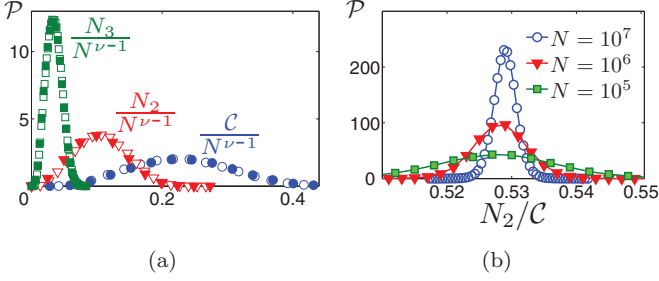 𝒫
10
5
0
0.2
0.4
N₃/N^{ν−1}
N₂/N^{ν−1}
𝒞/N^{ν−1}
(a)
𝒫
300
200
100
0
0.52
0.53
0.54
0.55
N = 10⁷
N = 10⁶
N = 10⁵
N₂/𝒞
(b)